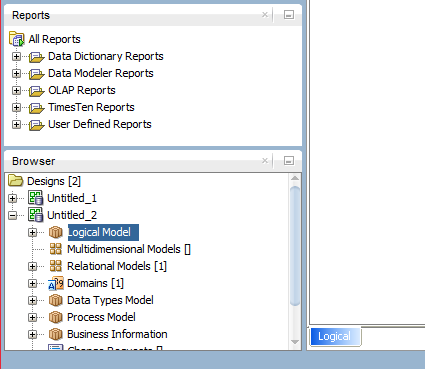 Reports
All Reports
Data Dictionary Reports
Data Modeler Reports
OLAP Reports
TimesTen Reports
User Defined Reports
Browser
Designs [2]
Untitled_1
Untitled_2
Logical Model
Multidimensional Models []
Relational Models [1]
Domains [1]
Data Types Model
Process Model
Business Information
Change Requests []
Logical